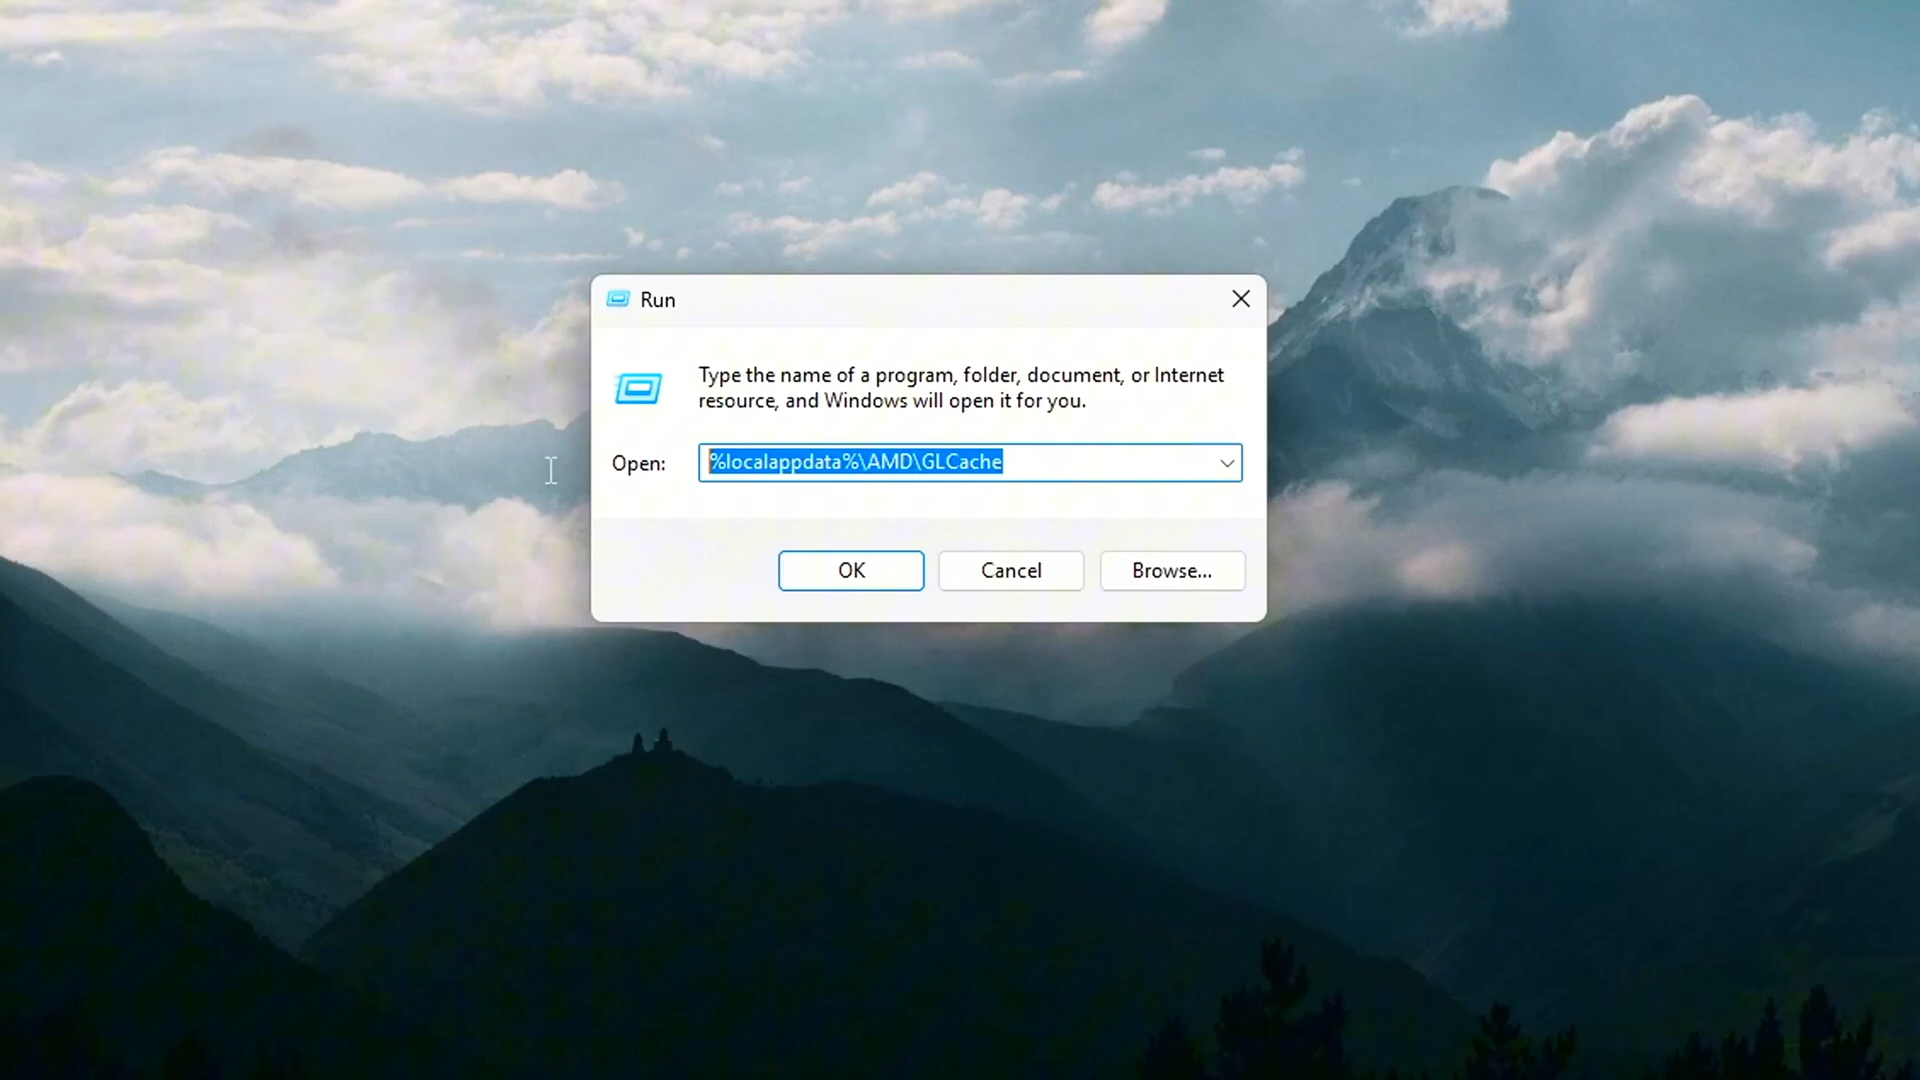 Run
Type the name of a program, folder, document, or Internet
resource, and Windows will open it for you.
Open:
%localappdata%\AMD\GLCache
OK
Cancel
Browse...